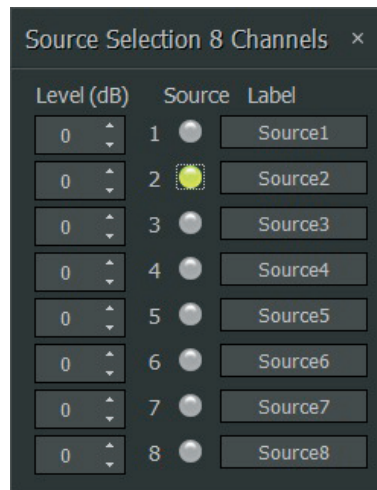 Source Selection 8 Channels ×
Level (dB) Source Label
0 1 Source1
0 2 Source2
0 3 Source3
0 4 Source4
0 5 Source5
0 6 Source6
0 7 Source7
0 8 Source8